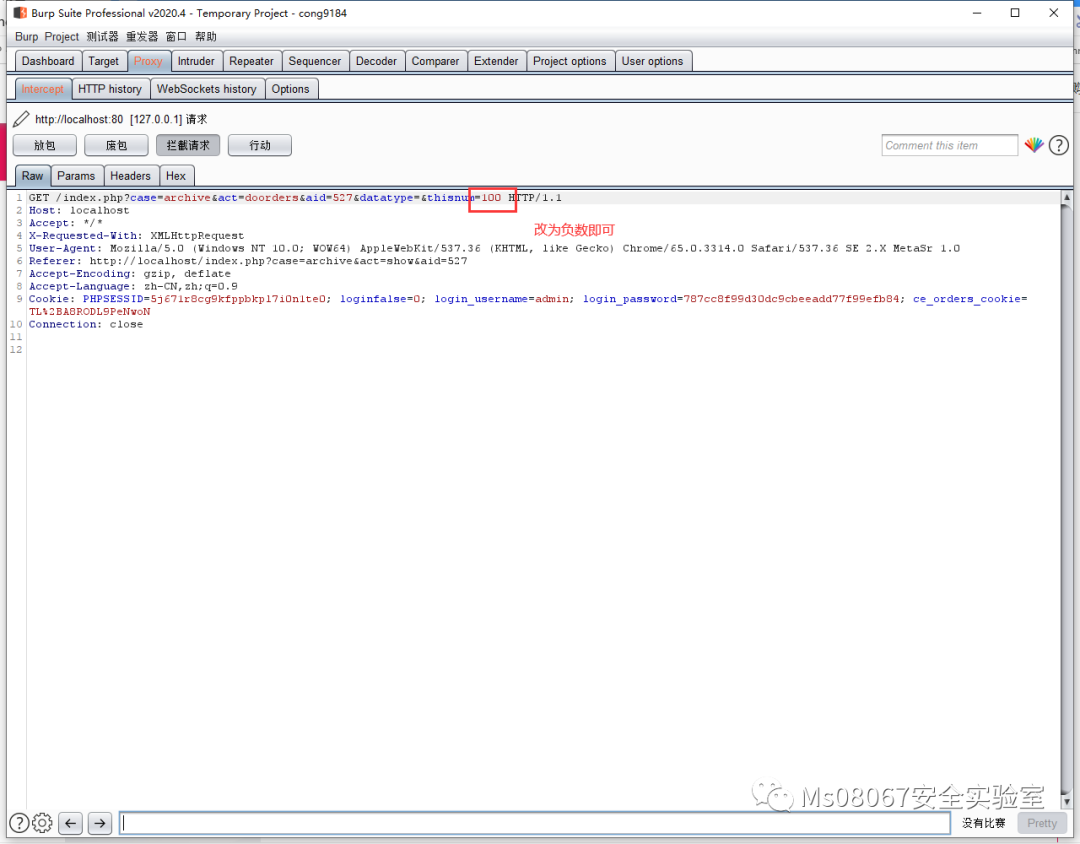 Burp Suite Professional v2020.4 - Temporary Project - cong9184
Burp Project 测试器 重发器 窗口 帮助
Dashboard Target Proxy Intruder Repeater Sequencer Decoder Comparer Extender Project options User options
Intercept HTTP history WebSockets history Options
http://localhost:80 [127.0.0.1] 请求
放包 废包 拦截请求 行动 Comment this item
Raw Params Headers Hex
1 GET /index.php?case=archive&act=doorders&aid=527&datatype=&thisnum=100 HTTP/1.1
2 Host: localhost
3 Accept: */*
改为负数即可
4 X-Requested-With: XMLHttpRequest
5 User-Agent: Mozilla/5.0 (Windows NT 10.0; WOW64) AppleWebKit/537.36 (KHTML, like Gecko) Chrome/65.0.3314.0 Safari/537.36 SE 2.X MetaSr 1.0
6 Referer: http://localhost/index.php?case=archive&act=show&aid=527
7 Accept-Encoding: gzip, deflate
8 Accept-Language: zh-CN,zh;q=0.9
9 Cookie: PHPSESSID=5j671r8cg9kfppbkpl7i0n1te0; loginfalse=0; login_username=admin; login_password=787cc8f99d30dc9cbeeadd77f99efb84; ce_orders_cookie=
TL%2BA8RODL9PeNwoN
10 Connection: close
11
12
Ms08067安全实验室
没有比赛 Pretty